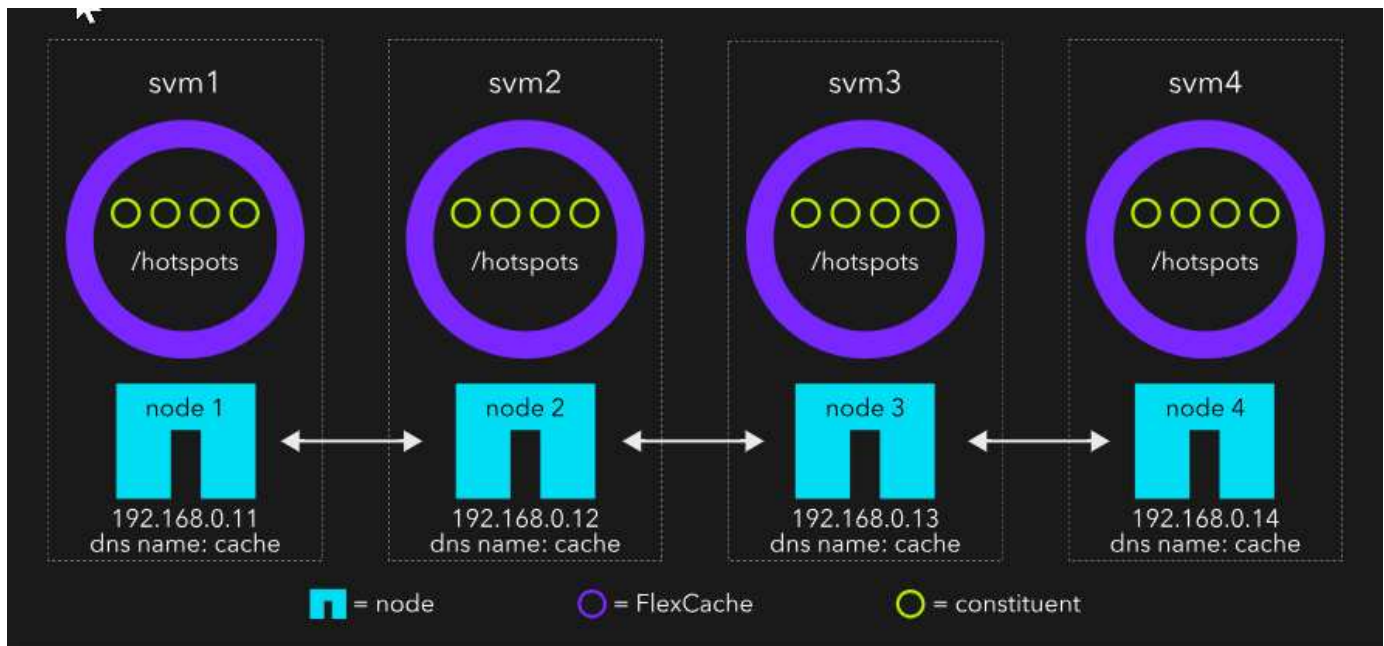 svm1
svm2
svm3
svm4
/hotspots
/hotspots
/hotspots
/hotspots
node 1
node 2
node 3
node 4
192.168.0.11
192.168.0.12
192.168.0.13
192.168.0.14
dns name: cache
dns name: cache
dns name: cache
dns name: cache
= node
= FlexCache
= constituent